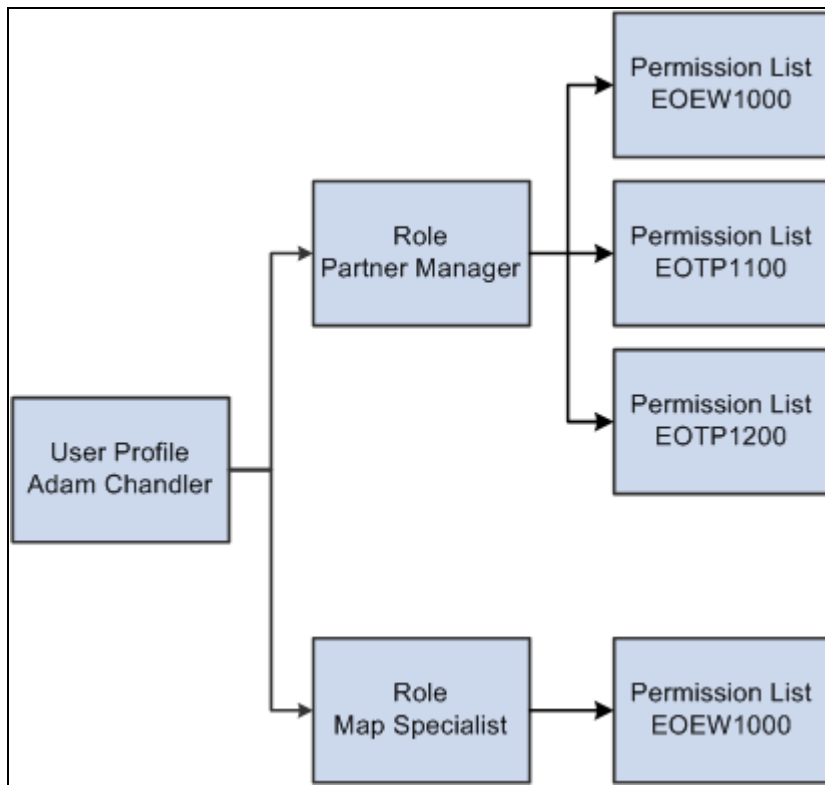 Permission List
EOEW1000
Role
Partner Manager
Permission List
EOTP1100
Permission List
EOTP1200
User Profile
Adam Chandler
Role
Map Specialist
Permission List
EOEW1000